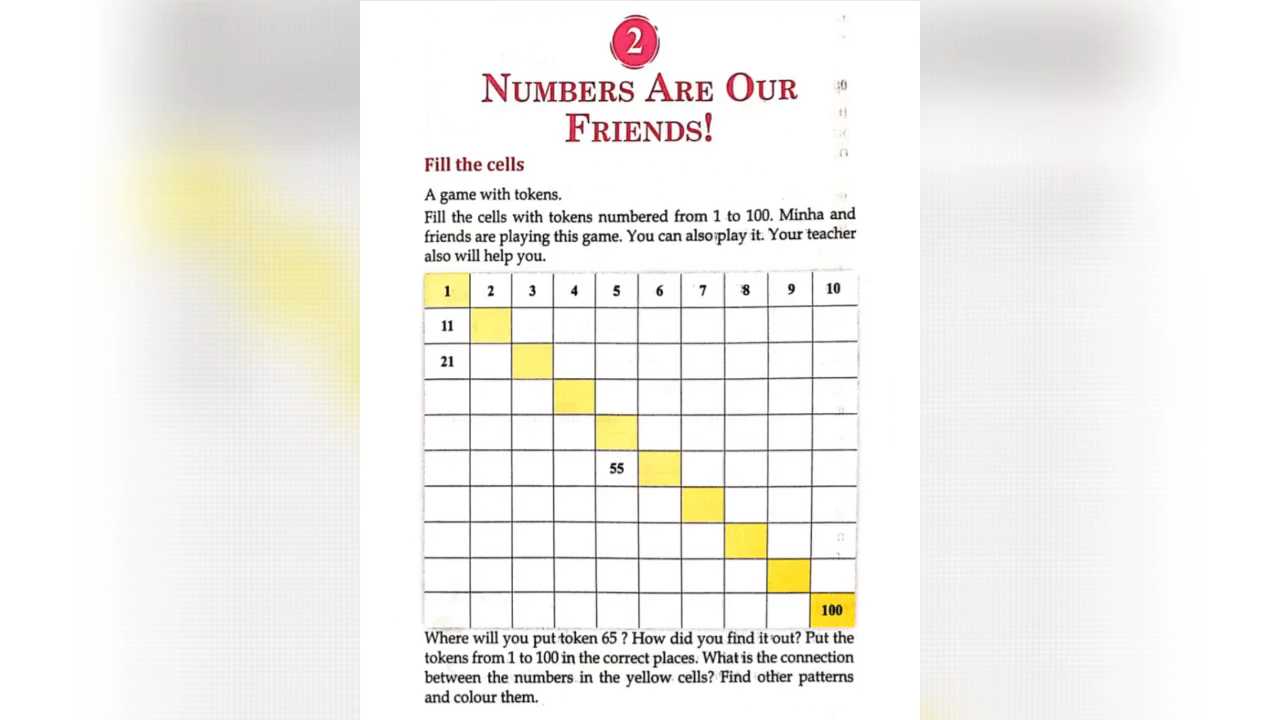 2
NUMBERS ARE OUR
FRIENDS!
Fill the cells
A game with tokens.
Fill the cells with tokens numbered from 1 to 100. Minha and
friends are playing this game. You can also play it. Your teacher
also will help you.
1 2 3 4 5 6 7 8 9 10
11
21
55
100
Where will you put token 65 ? How did you find it out? Put the
tokens from 1 to 100 in the correct places. What is the connection
between the numbers in the yellow cells? Find other patterns
and colour them.